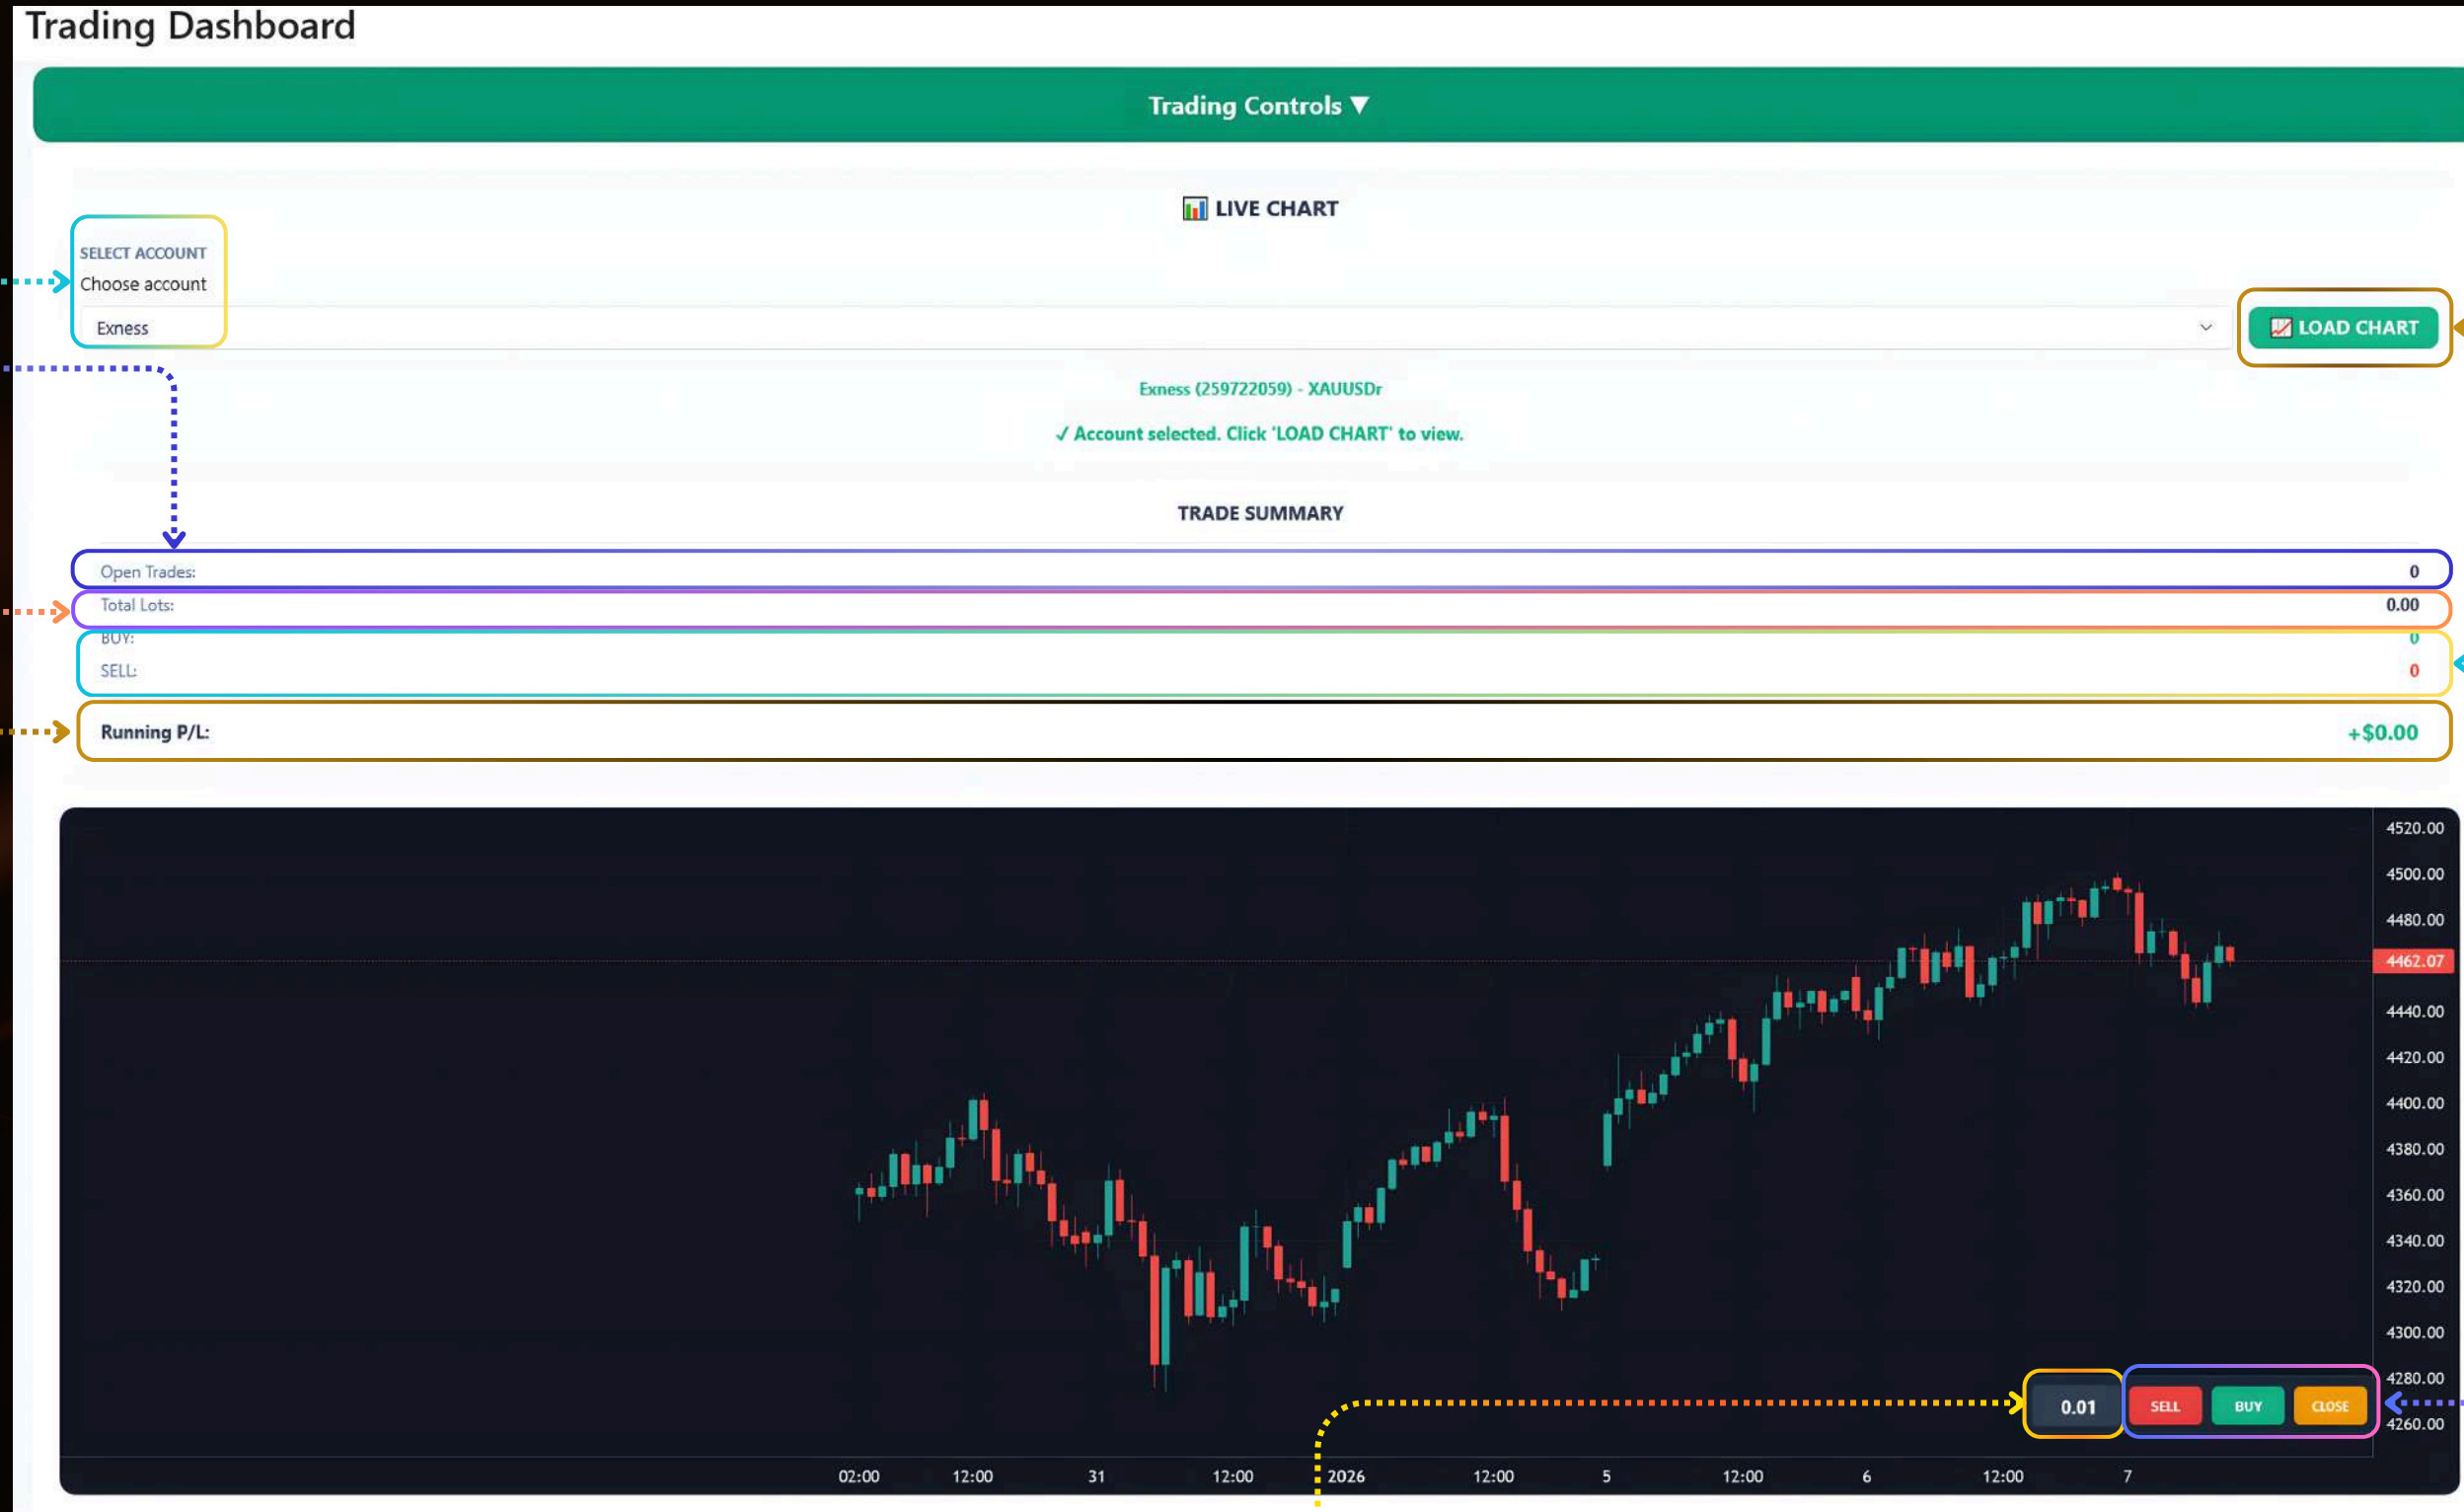 Trading Dashboard
Trading Controls ▼
📊 LIVE CHART
SELECT ACCOUNT
Choose account
Exness
📈 LOAD CHART
Exness (259722059) - XAUUSDr
✓ Account selected. Click 'LOAD CHART' to view.
TRADE SUMMARY
Open Trades: 0
Total Lots: 0.00
BUY: 0
SELL: 0
Running P/L: +$0.00
4520.00
4500.00
4480.00
4462.07
4440.00
4420.00
4400.00
4380.00
4360.00
4340.00
4320.00
4300.00
4280.00
0.01 SELL BUY CLOSE
4260.00
02:00 12:00 31 12:00 2026 12:00 5 12:00 6 12:00 7